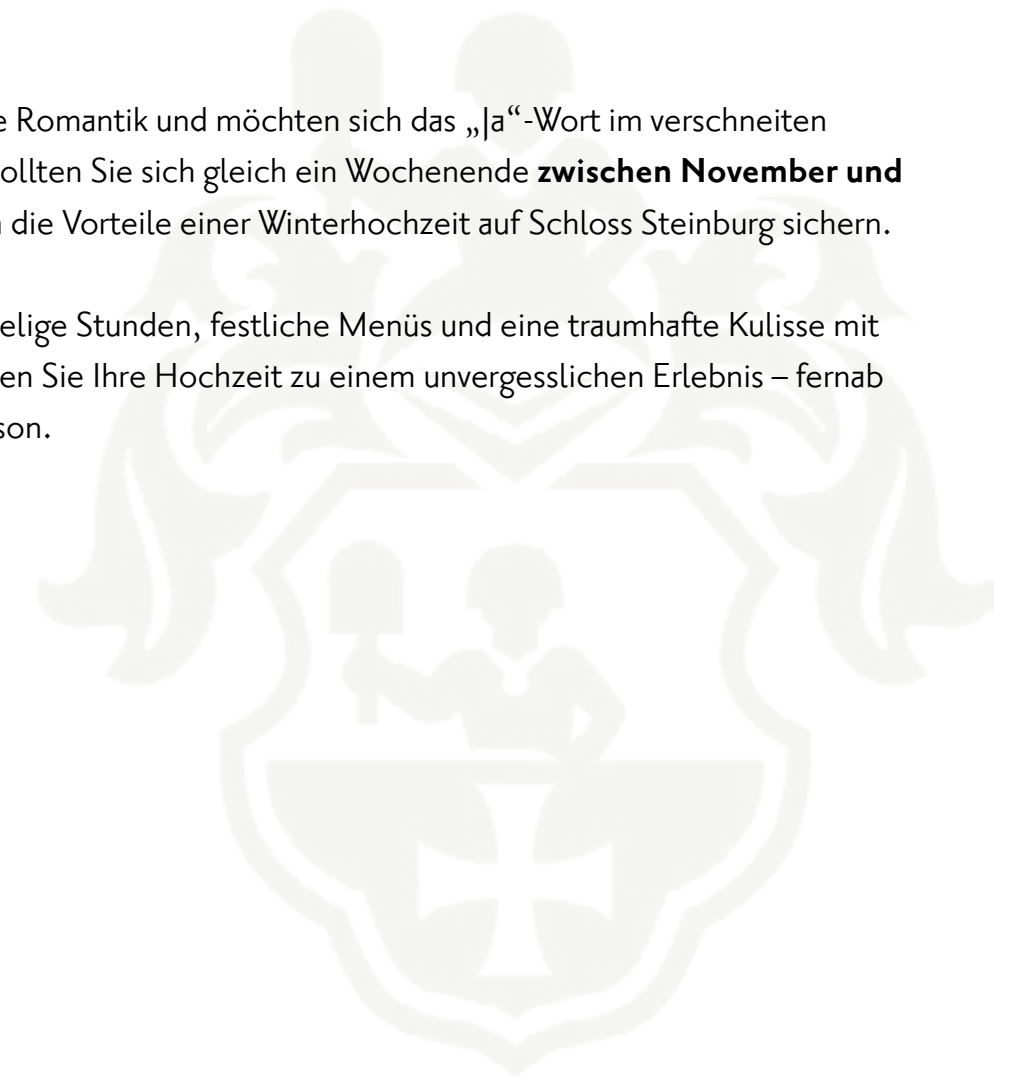 e Romantik und möchten sich das „Ja“-Wort im verschneiten
ollten Sie sich gleich ein Wochenende zwischen November und
die Vorteile einer Winterhochzeit auf Schloss Steinburg sichern.
elige Stunden, festliche Menüs und eine traumhafte Kulisse mit
en Sie Ihre Hochzeit zu einem unvergesslichen Erlebnis – fernab
son.